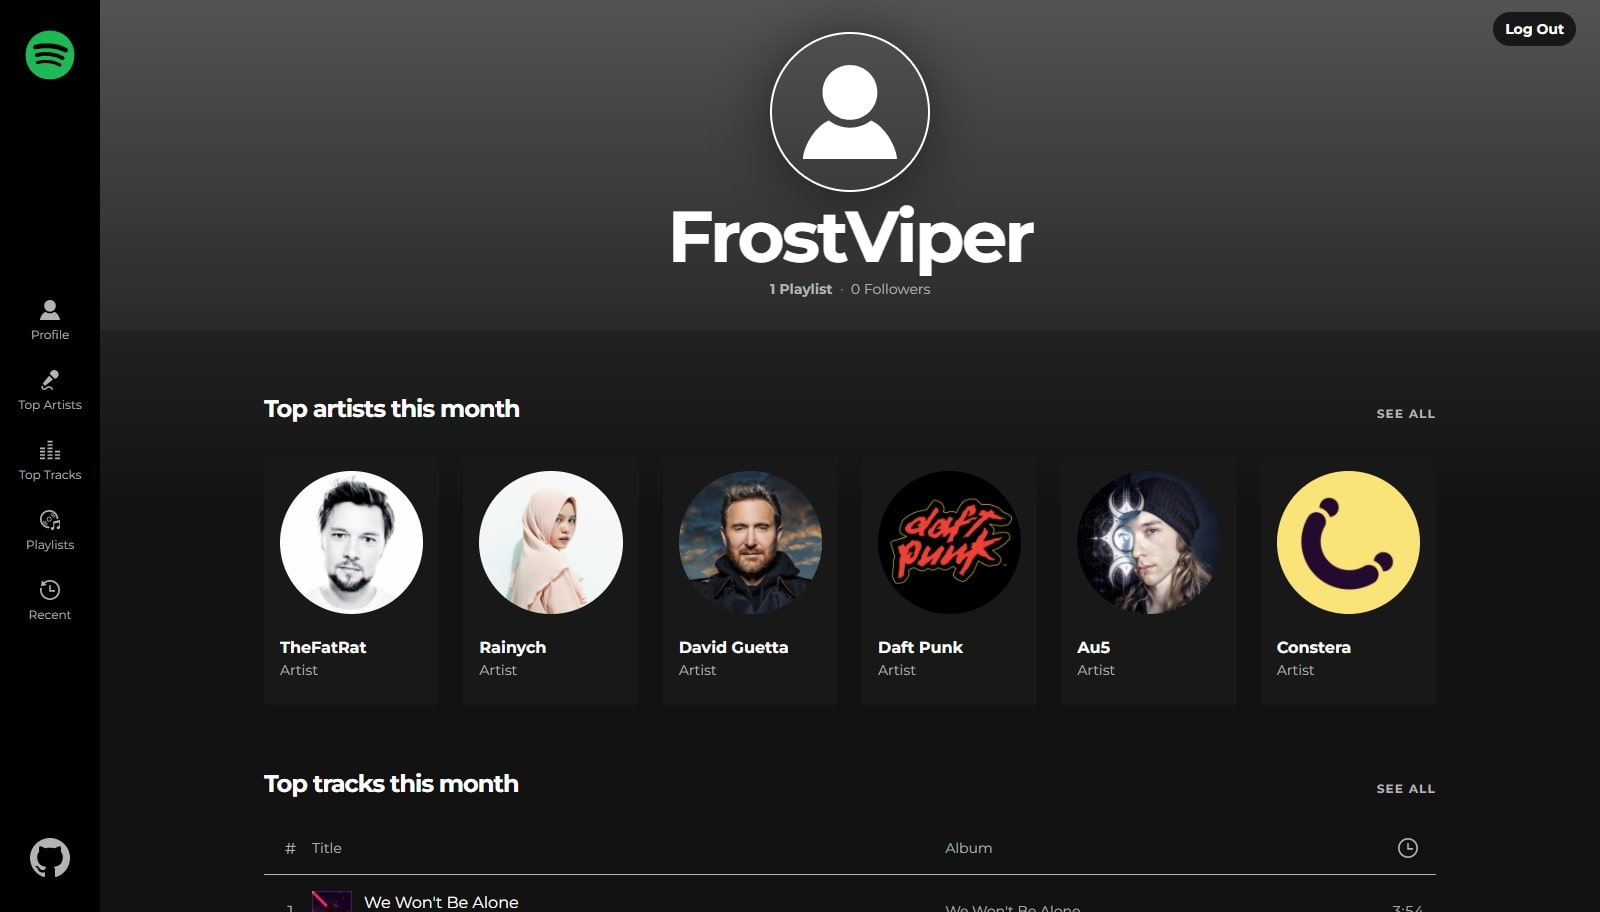 Log Out
FrostViper
1 Playlist · 0 Followers
Profile
Top Artists
Top Tracks
Playlists
Recent
Top artists this month
SEE ALL
daft punk
TheFatRat
Artist
Rainych
Artist
David Guetta
Artist
Daft Punk
Artist
Au5
Artist
Constera
Artist
Top tracks this month
SEE ALL
# Title Album
1 We Won't Be Alone We Won't Be Alone 3:54